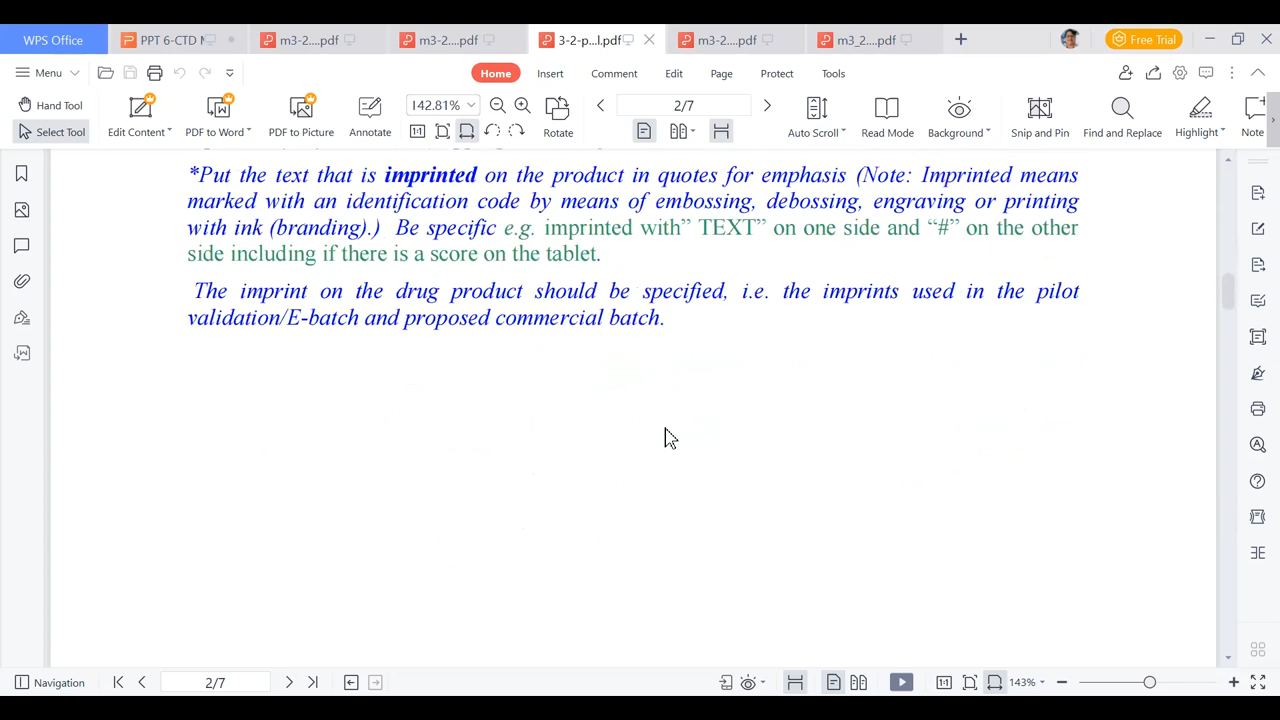 WPS Office
PPT 6-CTD M
m3-2....pdf
m3-2....pdf
3-2-p...l.pdf
m3-2....pdf
m3_2....pdf
Free Trial
Menu
Home
Insert
Comment
Edit
Page
Protect
Tools
Hand Tool
Select Tool
Edit Content
PDF to Word
PDF to Picture
Annotate
142.81%
Rotate
2/7
Auto Scroll
Read Mode
Background
Snip and Pin
Find and Replace
Highlight
Note
*Put the text that is imprinted on the product in quotes for emphasis (Note: Imprinted means
marked with an identification code by means of embossing, debossing, engraving or printing
with ink (branding).) Be specific e.g. imprinted with” TEXT” on one side and “#” on the other
side including if there is a score on the tablet.
The imprint on the drug product should be specified, i.e. the imprints used in the pilot
validation/E-batch and proposed commercial batch.
Navigation
2/7
143%